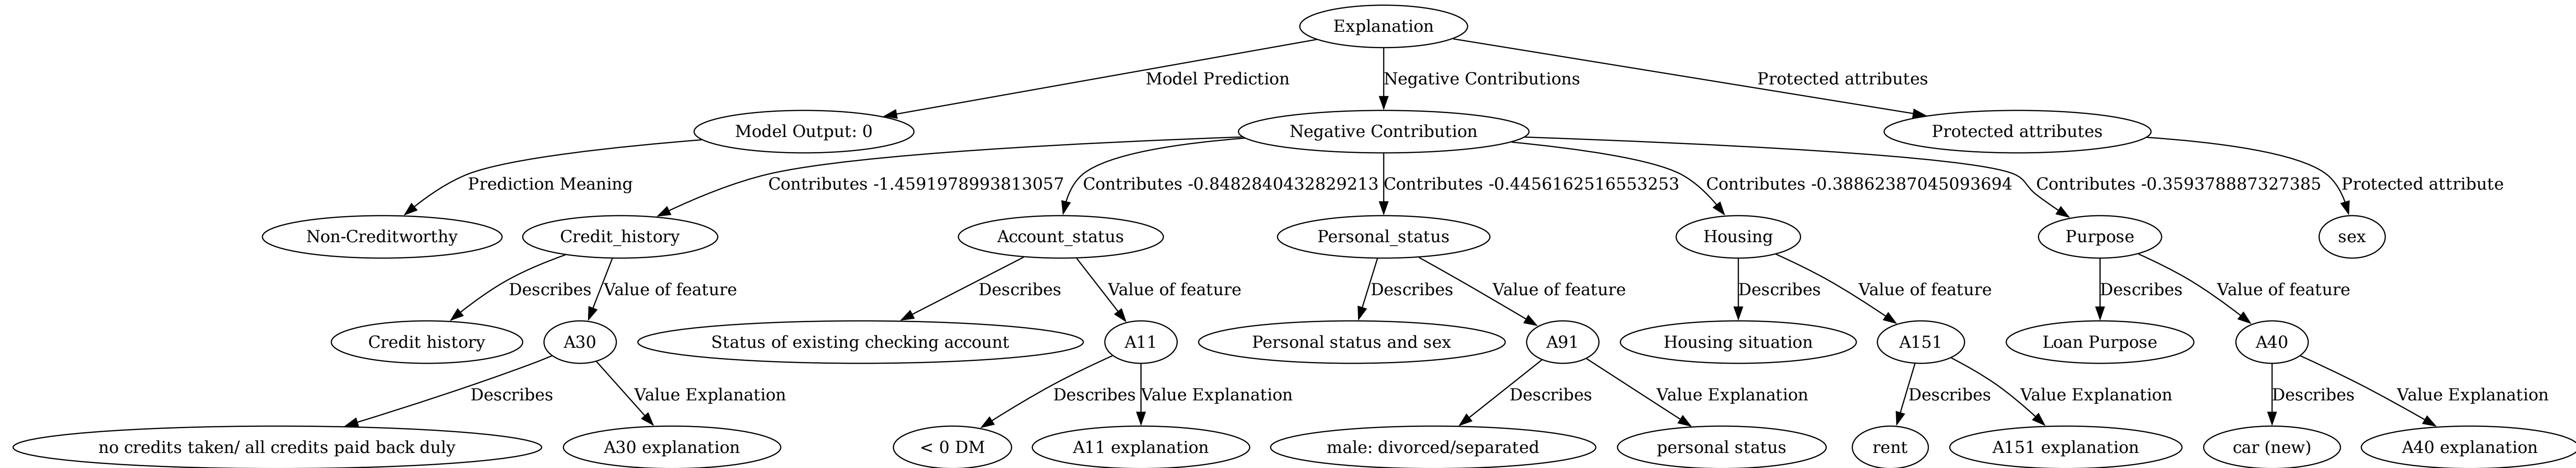 Explanation
Model Prediction
Negative Contributions
Protected attributes
Model Output: 0
Negative Contribution
Protected attributes
Prediction Meaning
Contributes -1.4591978993813057
Contributes -0.8482840432829213
Contributes -0.4456162516553253
Contributes -0.38862387045093694
Contributes -0.359378887327385
Protected attribute
Non-Creditworthy
Credit_history
Account_status
Personal_status
Housing
Purpose
sex
Describes
Value of feature
Describes
Value of feature
Describes
Value of feature
Describes
Value of feature
Describes
Value of feature
Credit history
A30
Status of existing checking account
A11
Personal status and sex
A91
Housing situation
A151
Loan Purpose
A40
Describes
Value Explanation
Describes
Value Explanation
Describes
Value Explanation
Describes
Value Explanation
Describes
Value Explanation
no credits taken/ all credits paid back duly
A30 explanation
< 0 DM
A11 explanation
male: divorced/separated
personal status
rent
A151 explanation
car (new)
A40 explanation